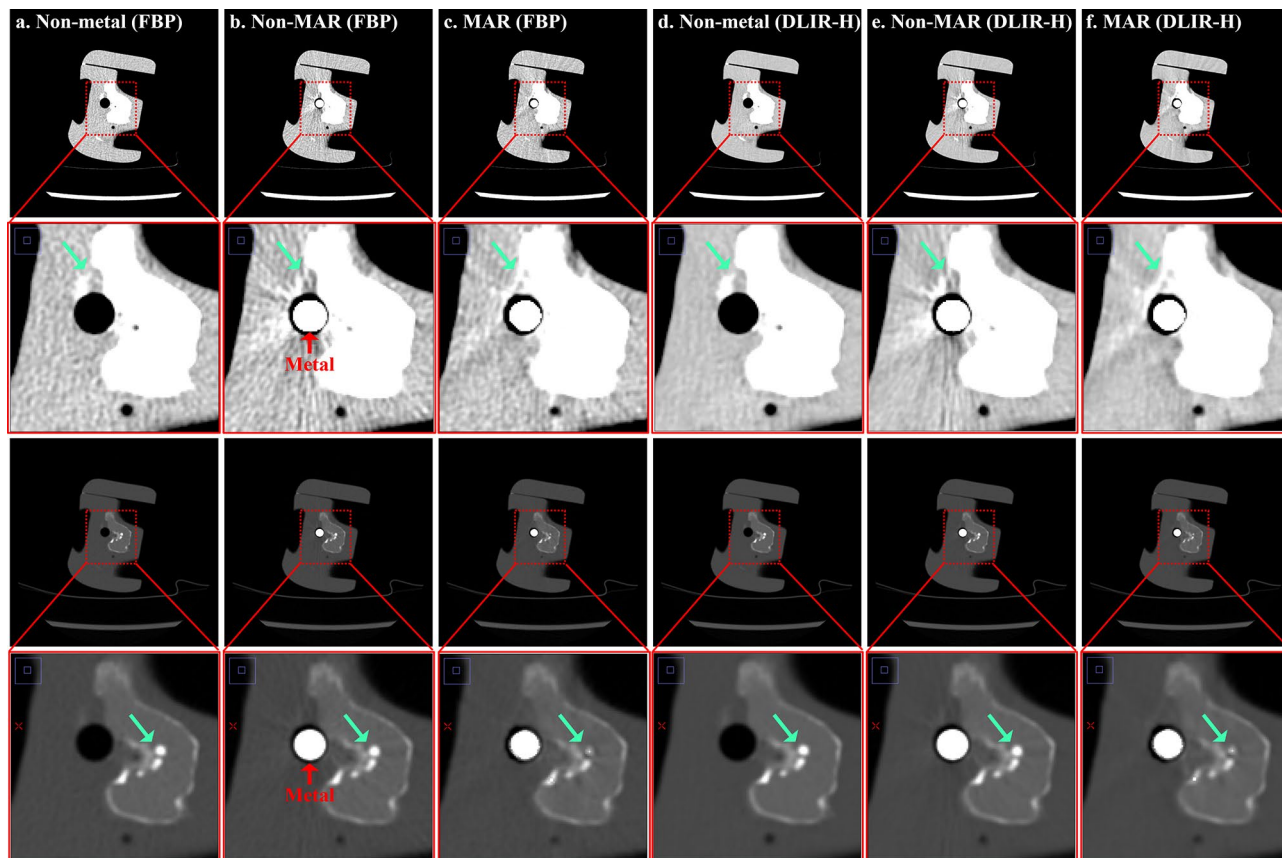 a. Non-metal (FBP)
b. Non-MAR (FBP)
c. MAR (FBP)
d. Non-metal (DLIR-H)
e. Non-MAR (DLIR-H)
f. MAR (DLIR-H)
Metal
Metal